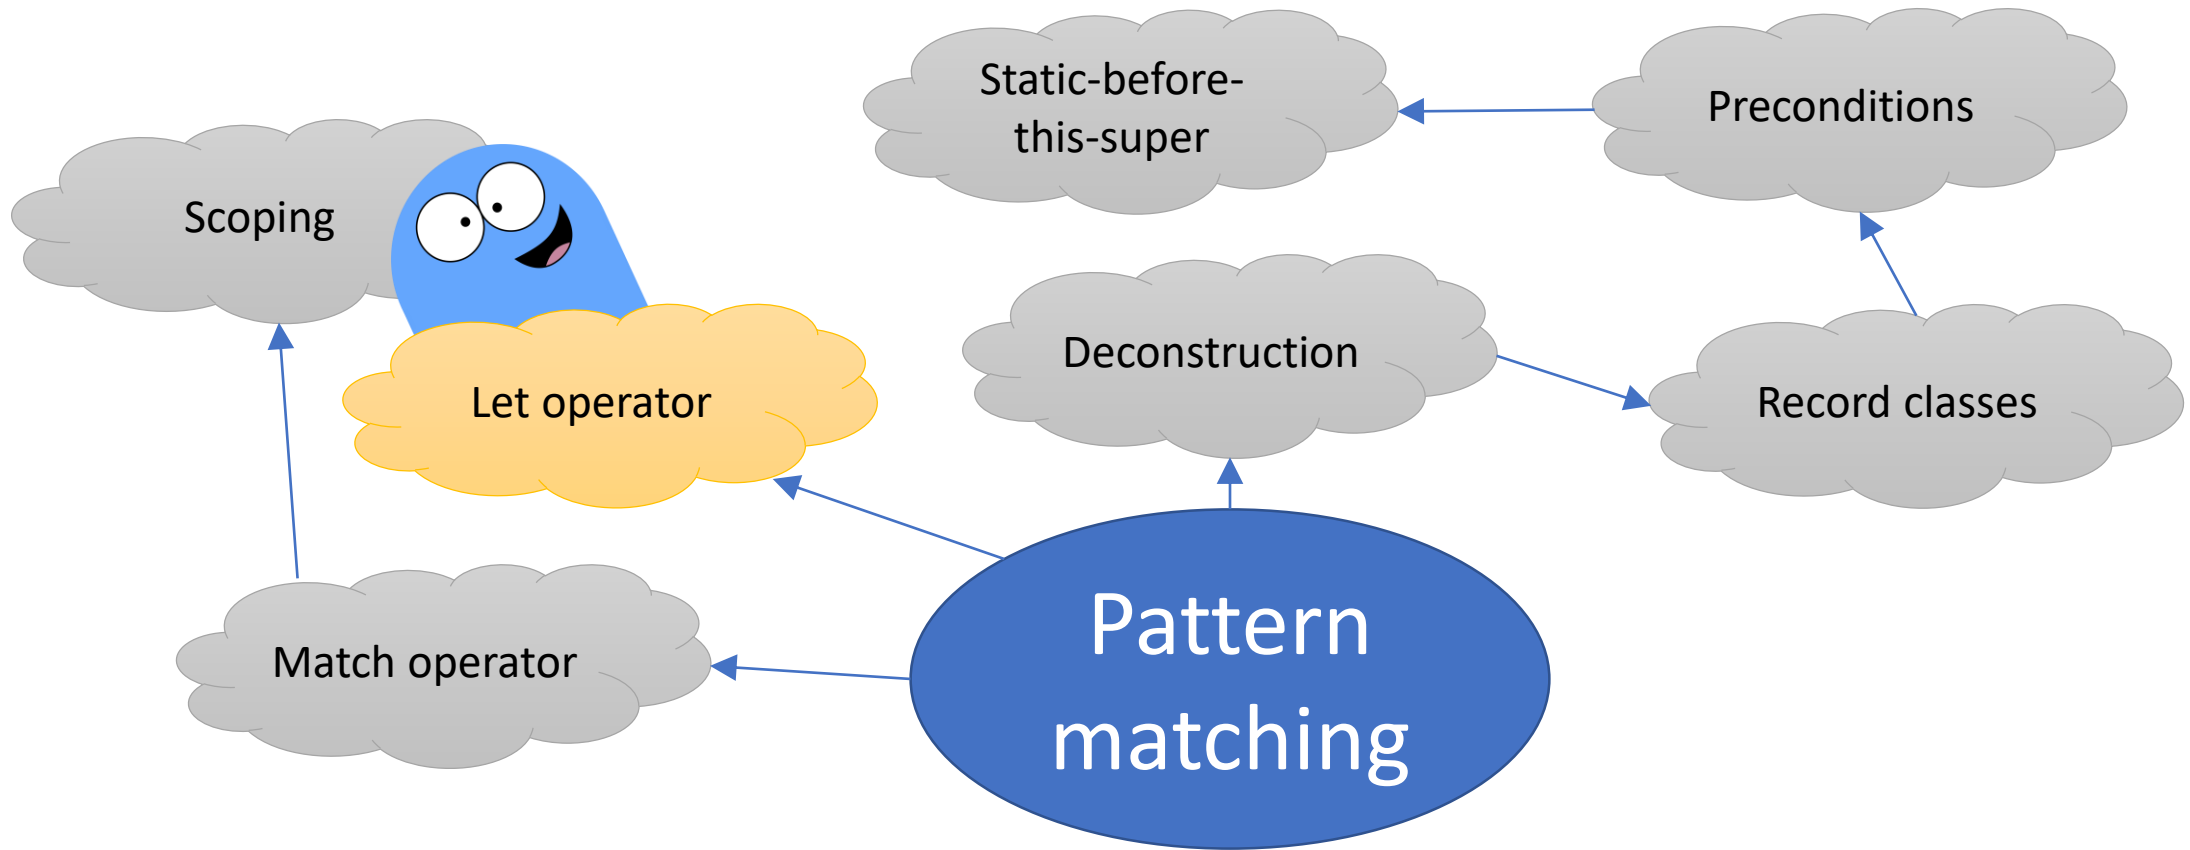 Static-before-
this-super
Preconditions
Scoping
Deconstruction
Let operator
Record classes
Match operator
Pattern
matching